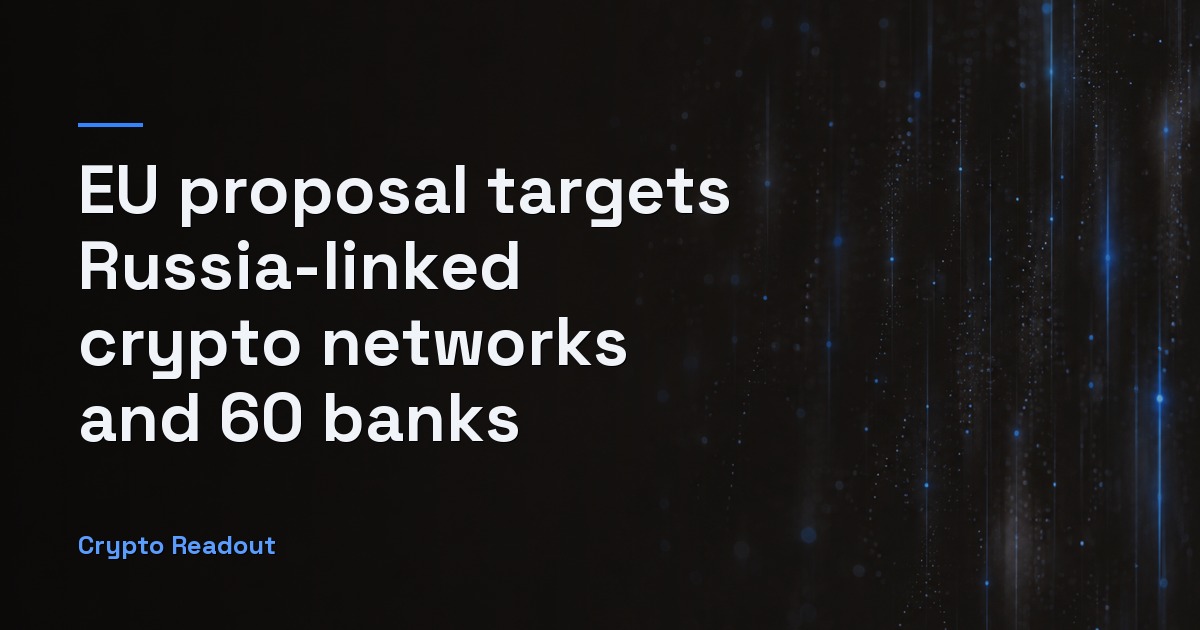 EU proposal targets
Russia-linked
crypto networks
and 60 banks
Crypto Readout